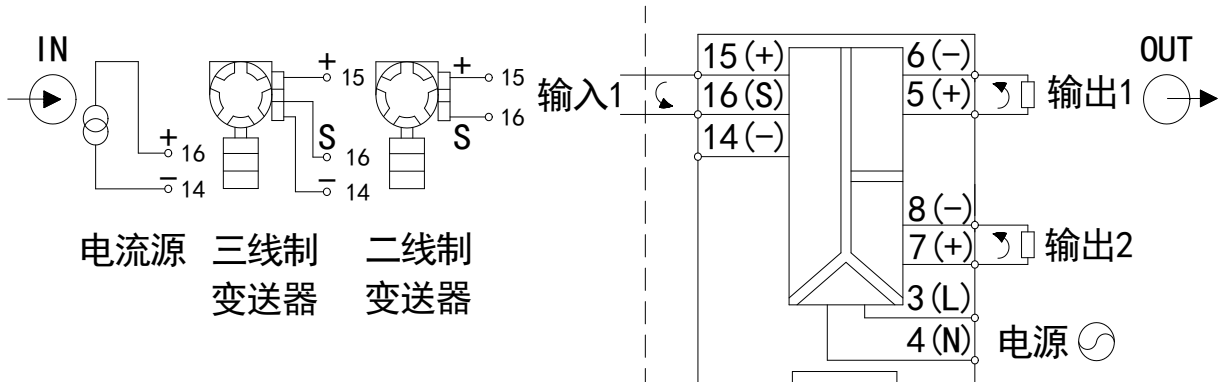 IN
+ 16
− 14
电流源
+ 15
S 16
− 14
三线制
变送器
+ 15
S 16
二线制
变送器
输入1
15(+)
16(S)
14(−)
6(−)
5(+)
输出1
OUT
8(−)
7(+)
输出2
3(L)
4(N)
电源